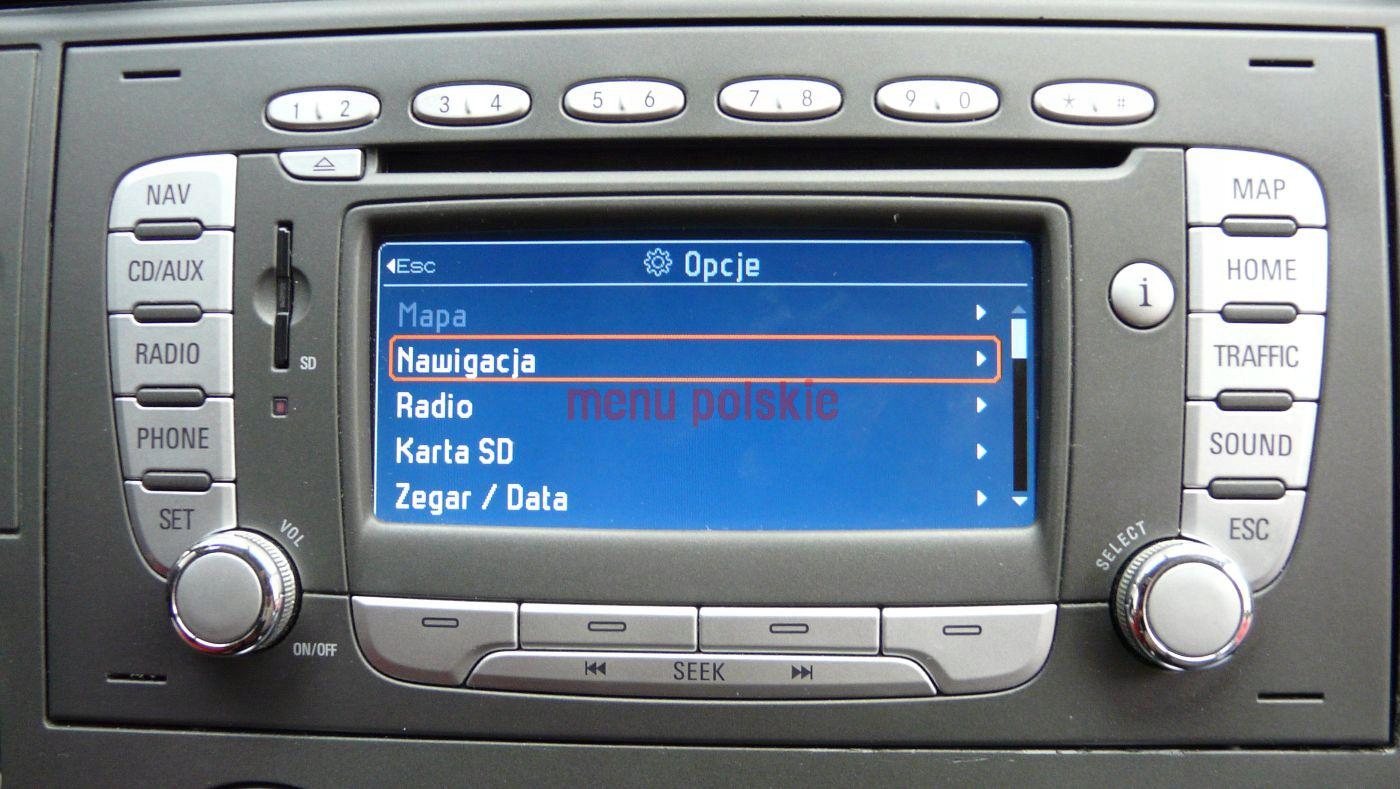 1 2
3 4
5 6
7 8
9 0
* #
NAV
CD/AUX
RADIO
PHONE
SET
SD
VOL
ON/OFF
Esc
Opcje
Mapa
Nawigacja
Radio
menu polskie
Karta SD
Zegar / Data
i
MAP
HOME
TRAFFIC
SOUND
ESC
SELECT
SEEK